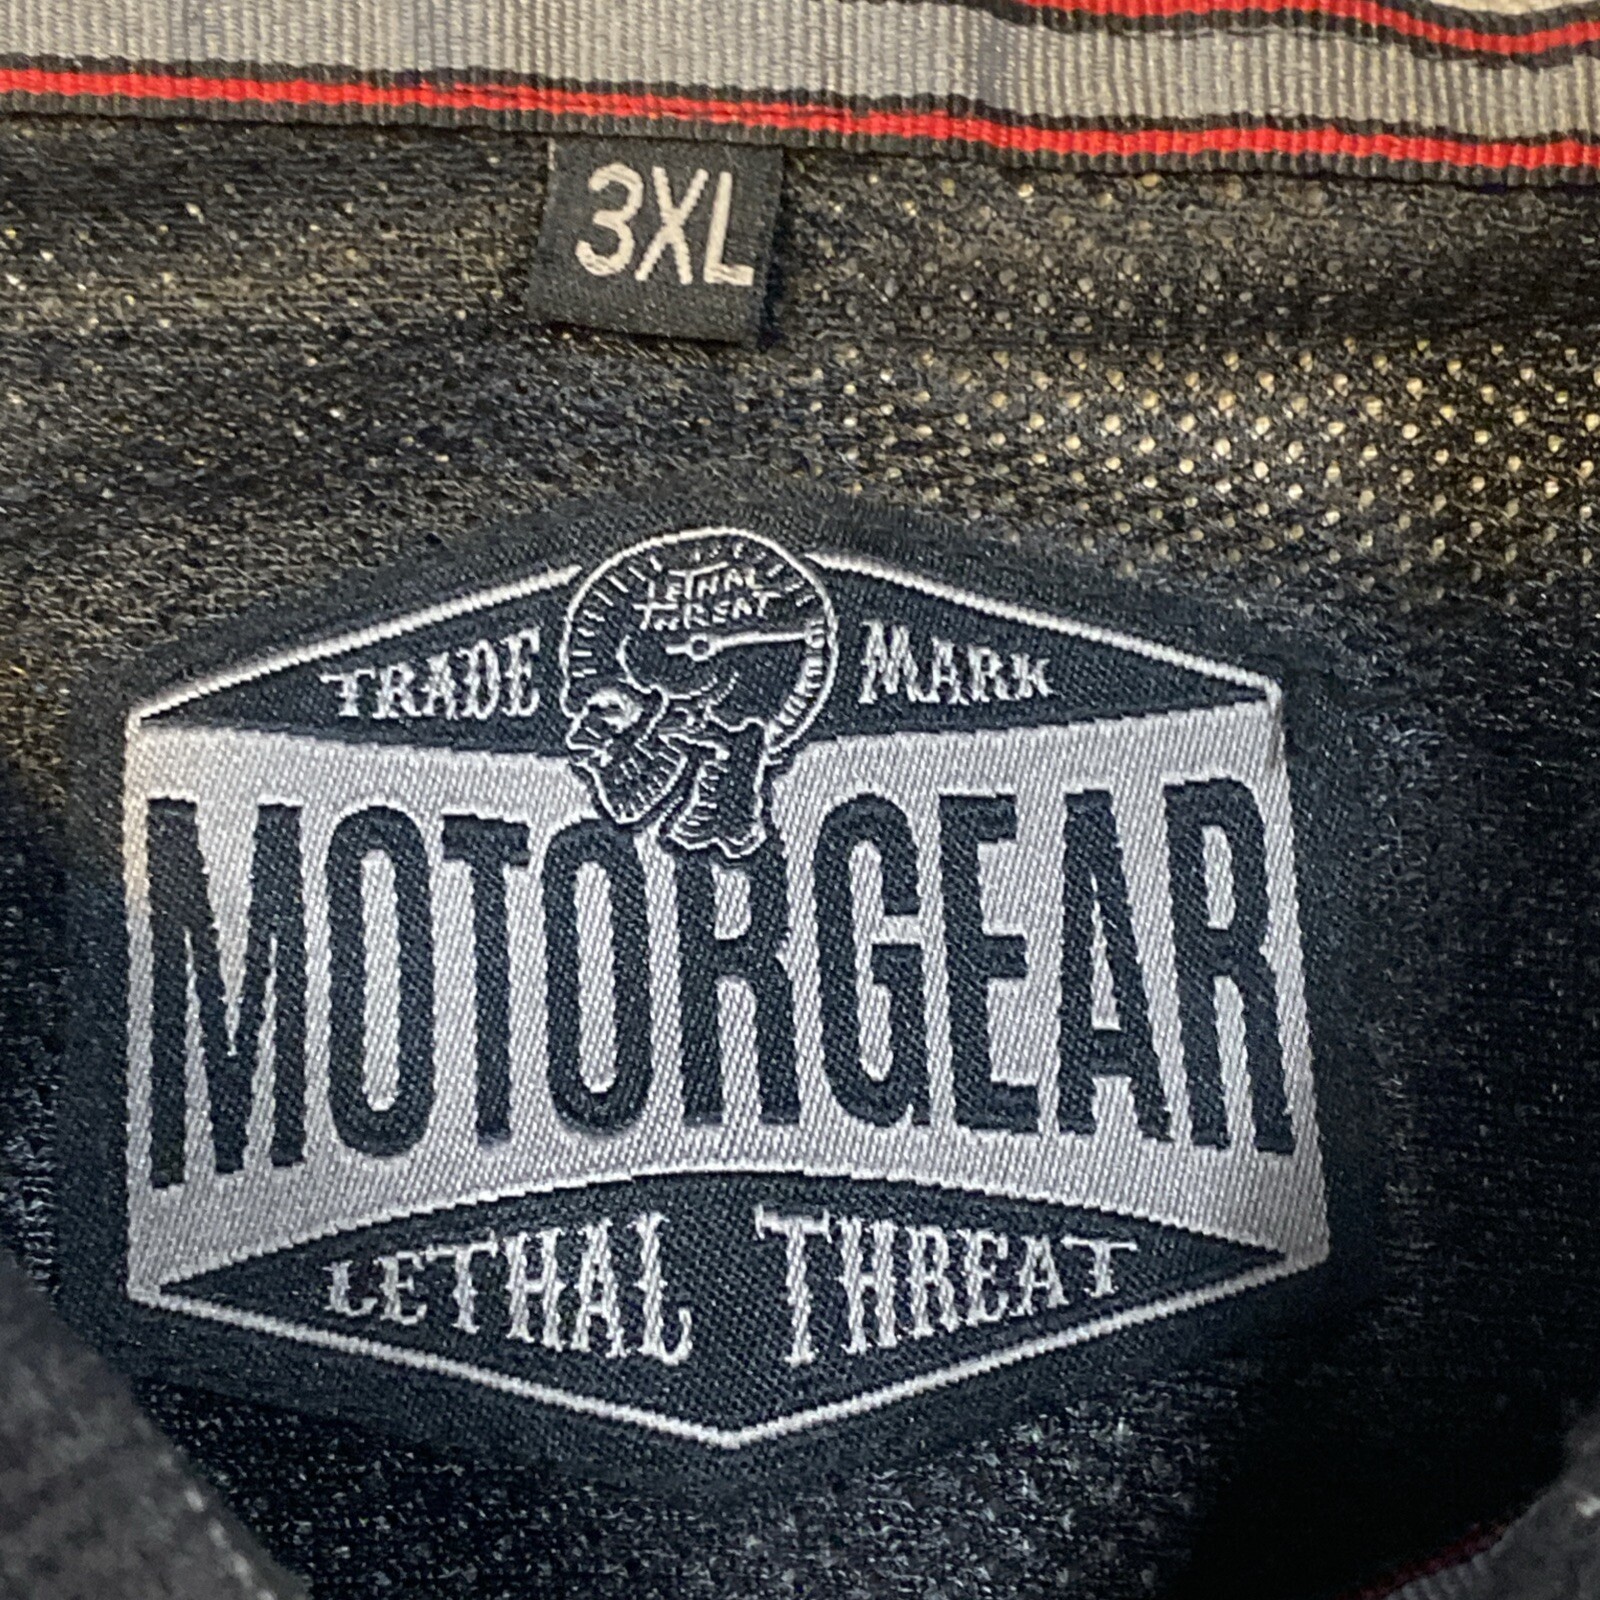 3XL
LETHAL
THREAT
TRADE MARK
MOTORGEAR
LETHAL THREAT